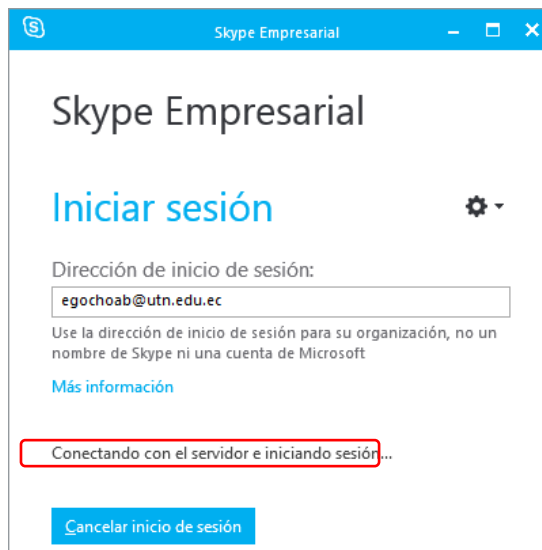 Skype Empresarial
Skype Empresarial
Iniciar sesión
Dirección de inicio de sesión:
egochoab@utn.edu.ec
Use la dirección de inicio de sesión para su organización, no un
nombre de Skype ni una cuenta de Microsoft
Más información
Conectando con el servidor e iniciando sesión...
Cancelar inicio de sesión